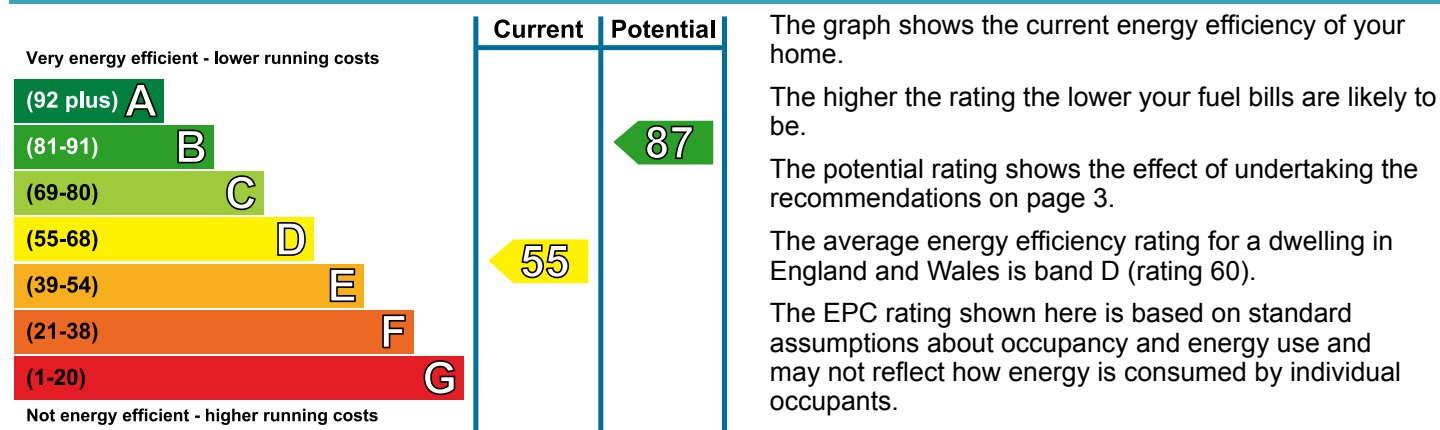 Current Potential
Very energy efficient - lower running costs
(92 plus) A
(81-91) B
87
(69-80) C
(55-68) D
55
(39-54) E
(21-38) F
(1-20) G
Not energy efficient - higher running costs
The graph shows the current energy efficiency of your
home.
The higher the rating the lower your fuel bills are likely to
be.
The potential rating shows the effect of undertaking the
recommendations on page 3.
The average energy efficiency rating for a dwelling in
England and Wales is band D (rating 60).
The EPC rating shown here is based on standard
assumptions about occupancy and energy use and
may not reflect how energy is consumed by individual
occupants.